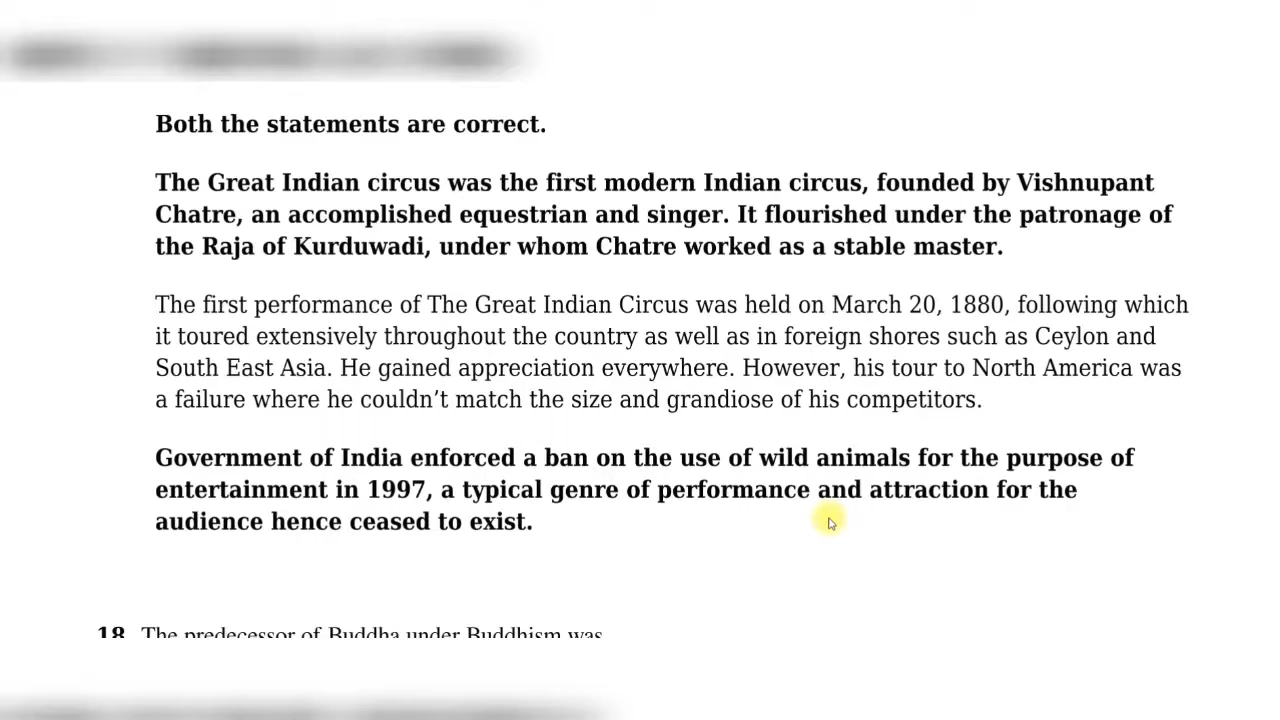 Both the statements are correct.
The Great Indian circus was the first modern Indian circus, founded by Vishnupant
Chatre, an accomplished equestrian and singer. It flourished under the patronage of
the Raja of Kurduwadi, under whom Chatre worked as a stable master.
The first performance of The Great Indian Circus was held on March 20, 1880, following which
it toured extensively throughout the country as well as in foreign shores such as Ceylon and
South East Asia. He gained appreciation everywhere. However, his tour to North America was
a failure where he couldn’t match the size and grandiose of his competitors.
Government of India enforced a ban on the use of wild animals for the purpose of
entertainment in 1997, a typical genre of performance and attraction for the
audience hence ceased to exist.
18 The predecessor of Buddha under Buddhism was